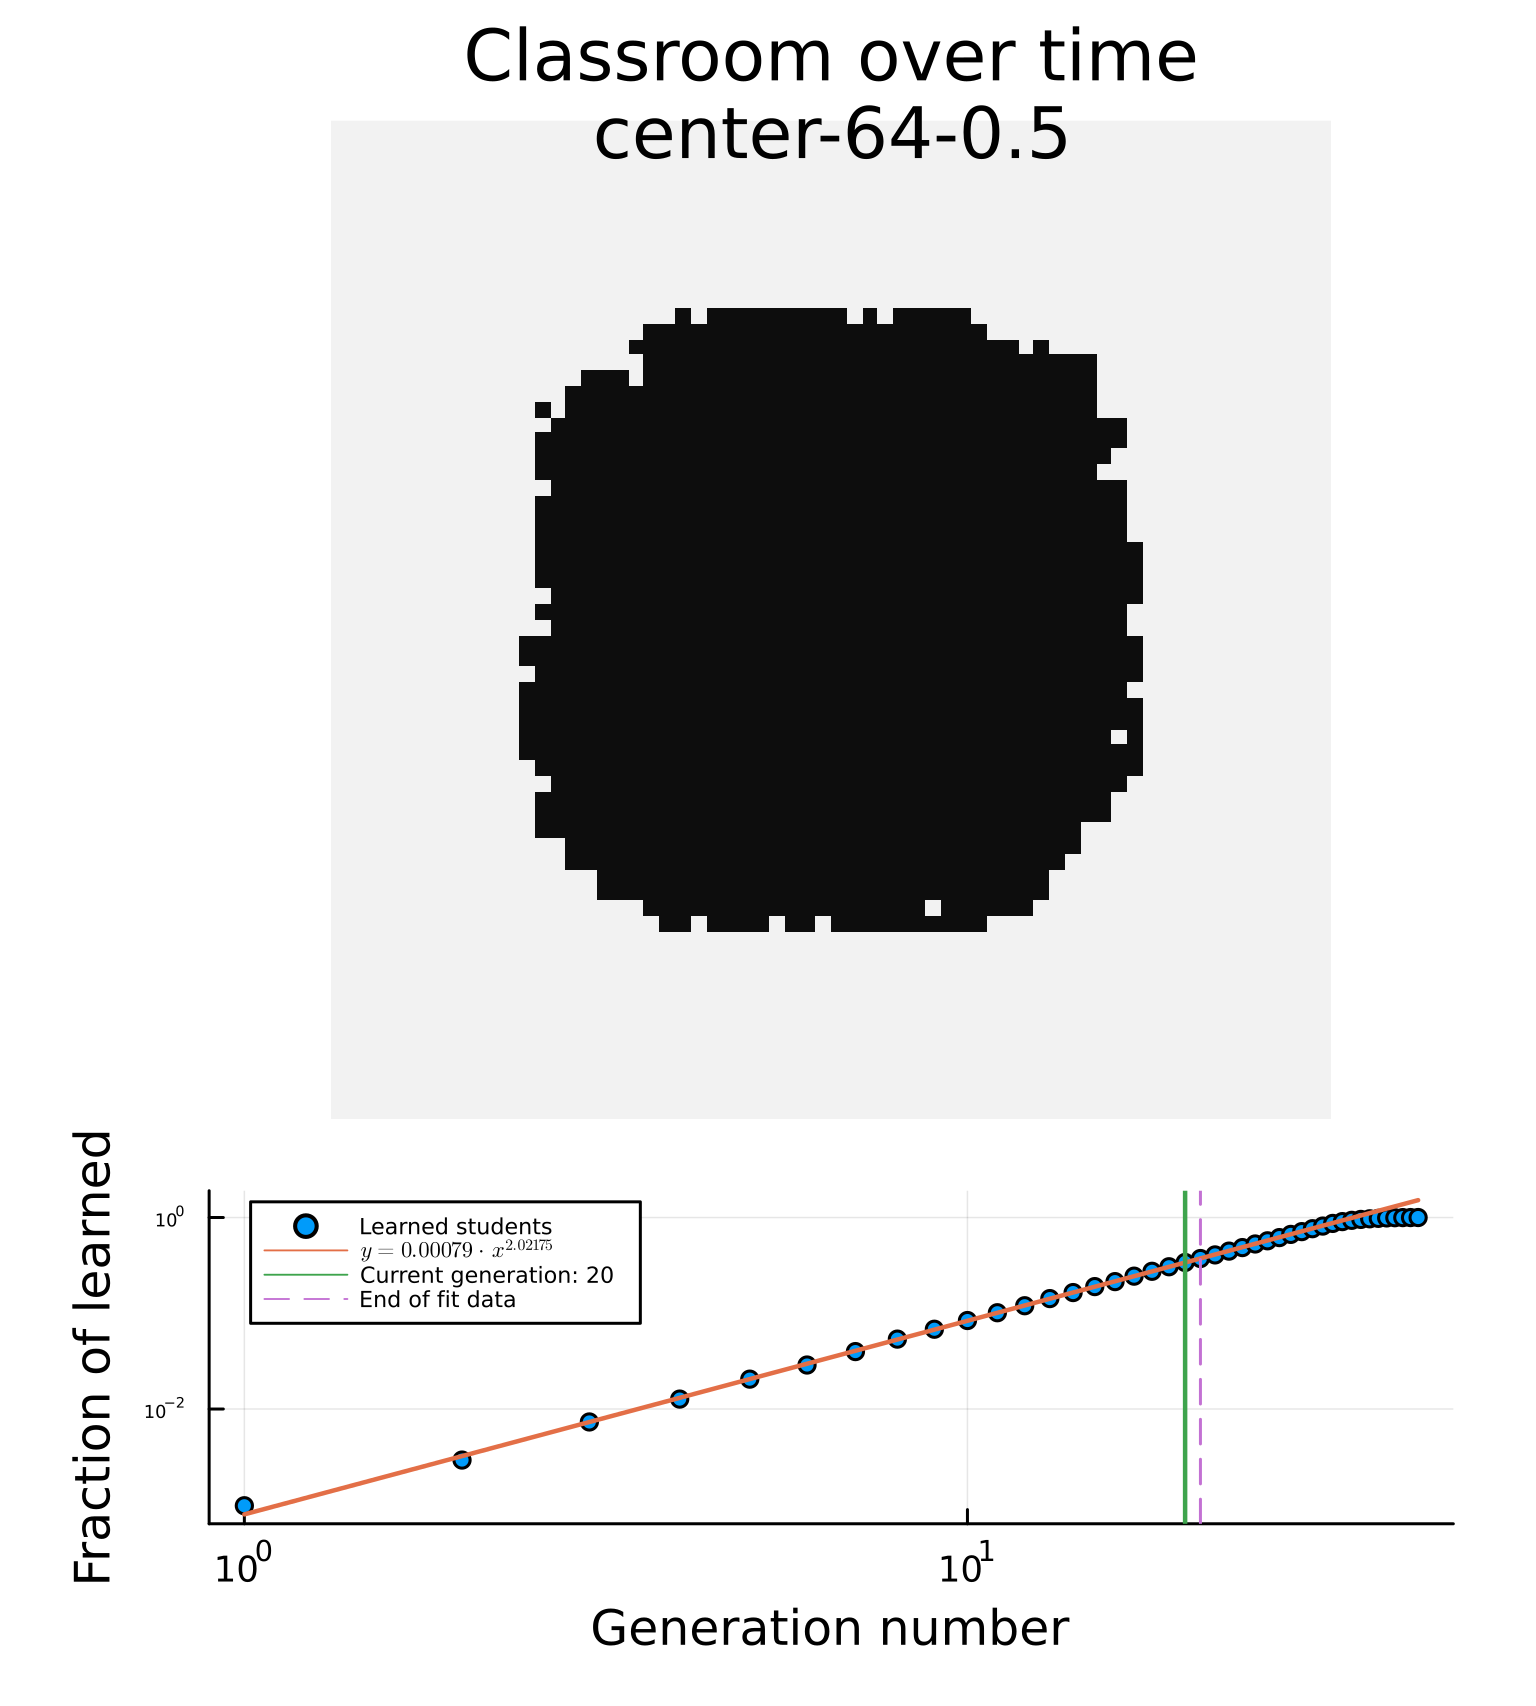 Classroom over time
center-64-0.5
Fraction of learned
10^0
10^−2
Learned students
y = 0.00079 · x^2.02175
Current generation: 20
End of fit data
10^0
10^1
Generation number